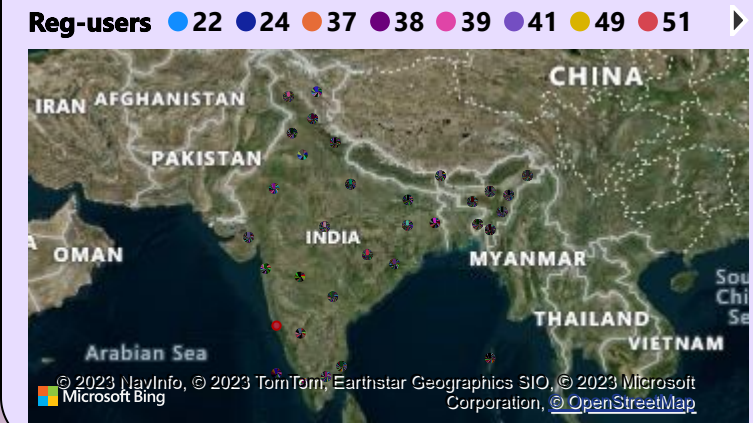 Reg-users 22 24 37 38 39 41 49 51
CHINA
IRAN AFGHANISTAN
PAKISTAN
INDIA
OMAN
MYANMAR
THAILAND
VIETNAM
Arabian Sea
© 2023 NavInfo, © 2023 TomTom, Earthstar Geographics SIO, © 2023 Microsoft
Corporation, © OpenStreetMap
Microsoft Bing